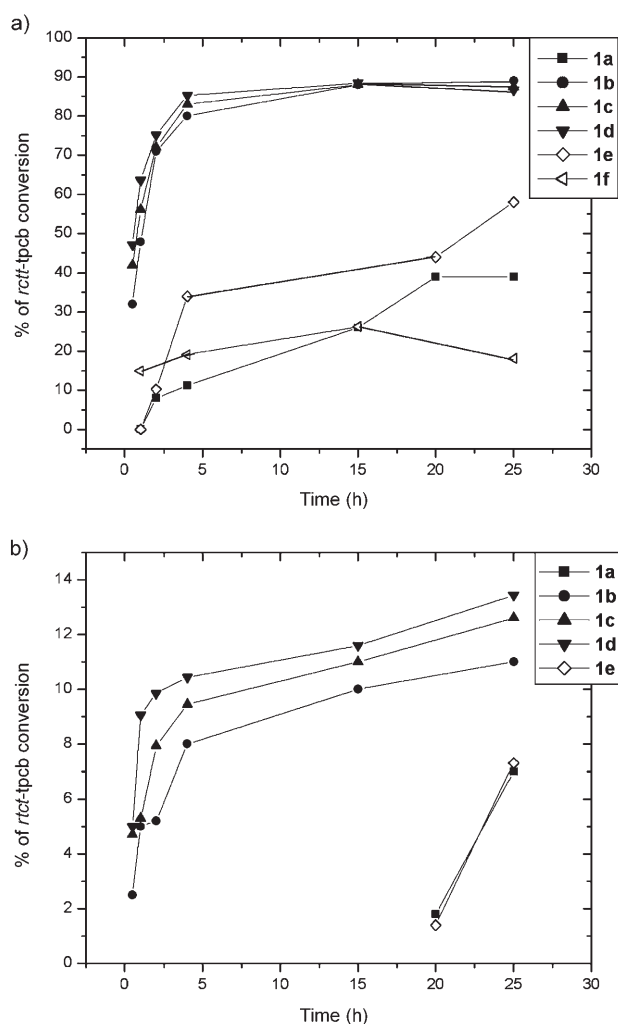 a)
100
90
80
70
60
50
40
30
20
10
0
% of rctt-tpcb conversion
0 5 10 15 20 25 30
Time (h)
1a
1b
1c
1d
1e
1f
b)
14
12
10
8
6
4
2
0
% of rtct-tpcb conversion
0 5 10 15 20 25 30
Time (h)
1a
1b
1c
1d
1e